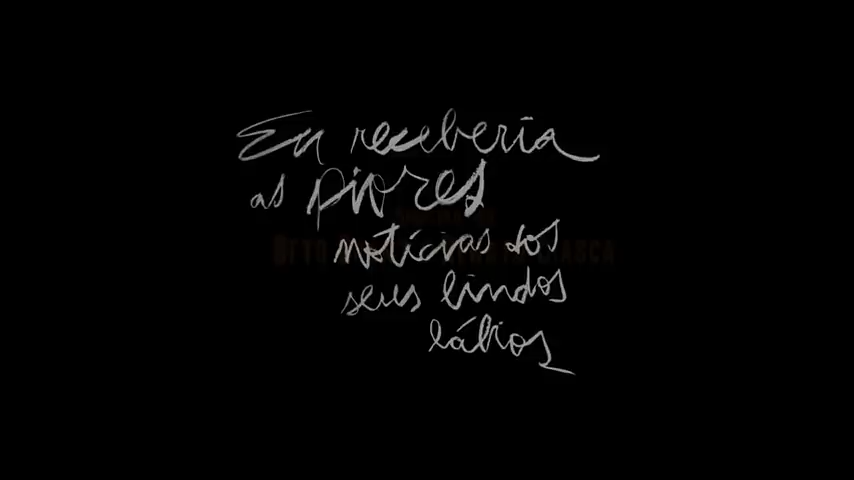 Eu receberia
as piores
notícias dos
seus lindos
lábios